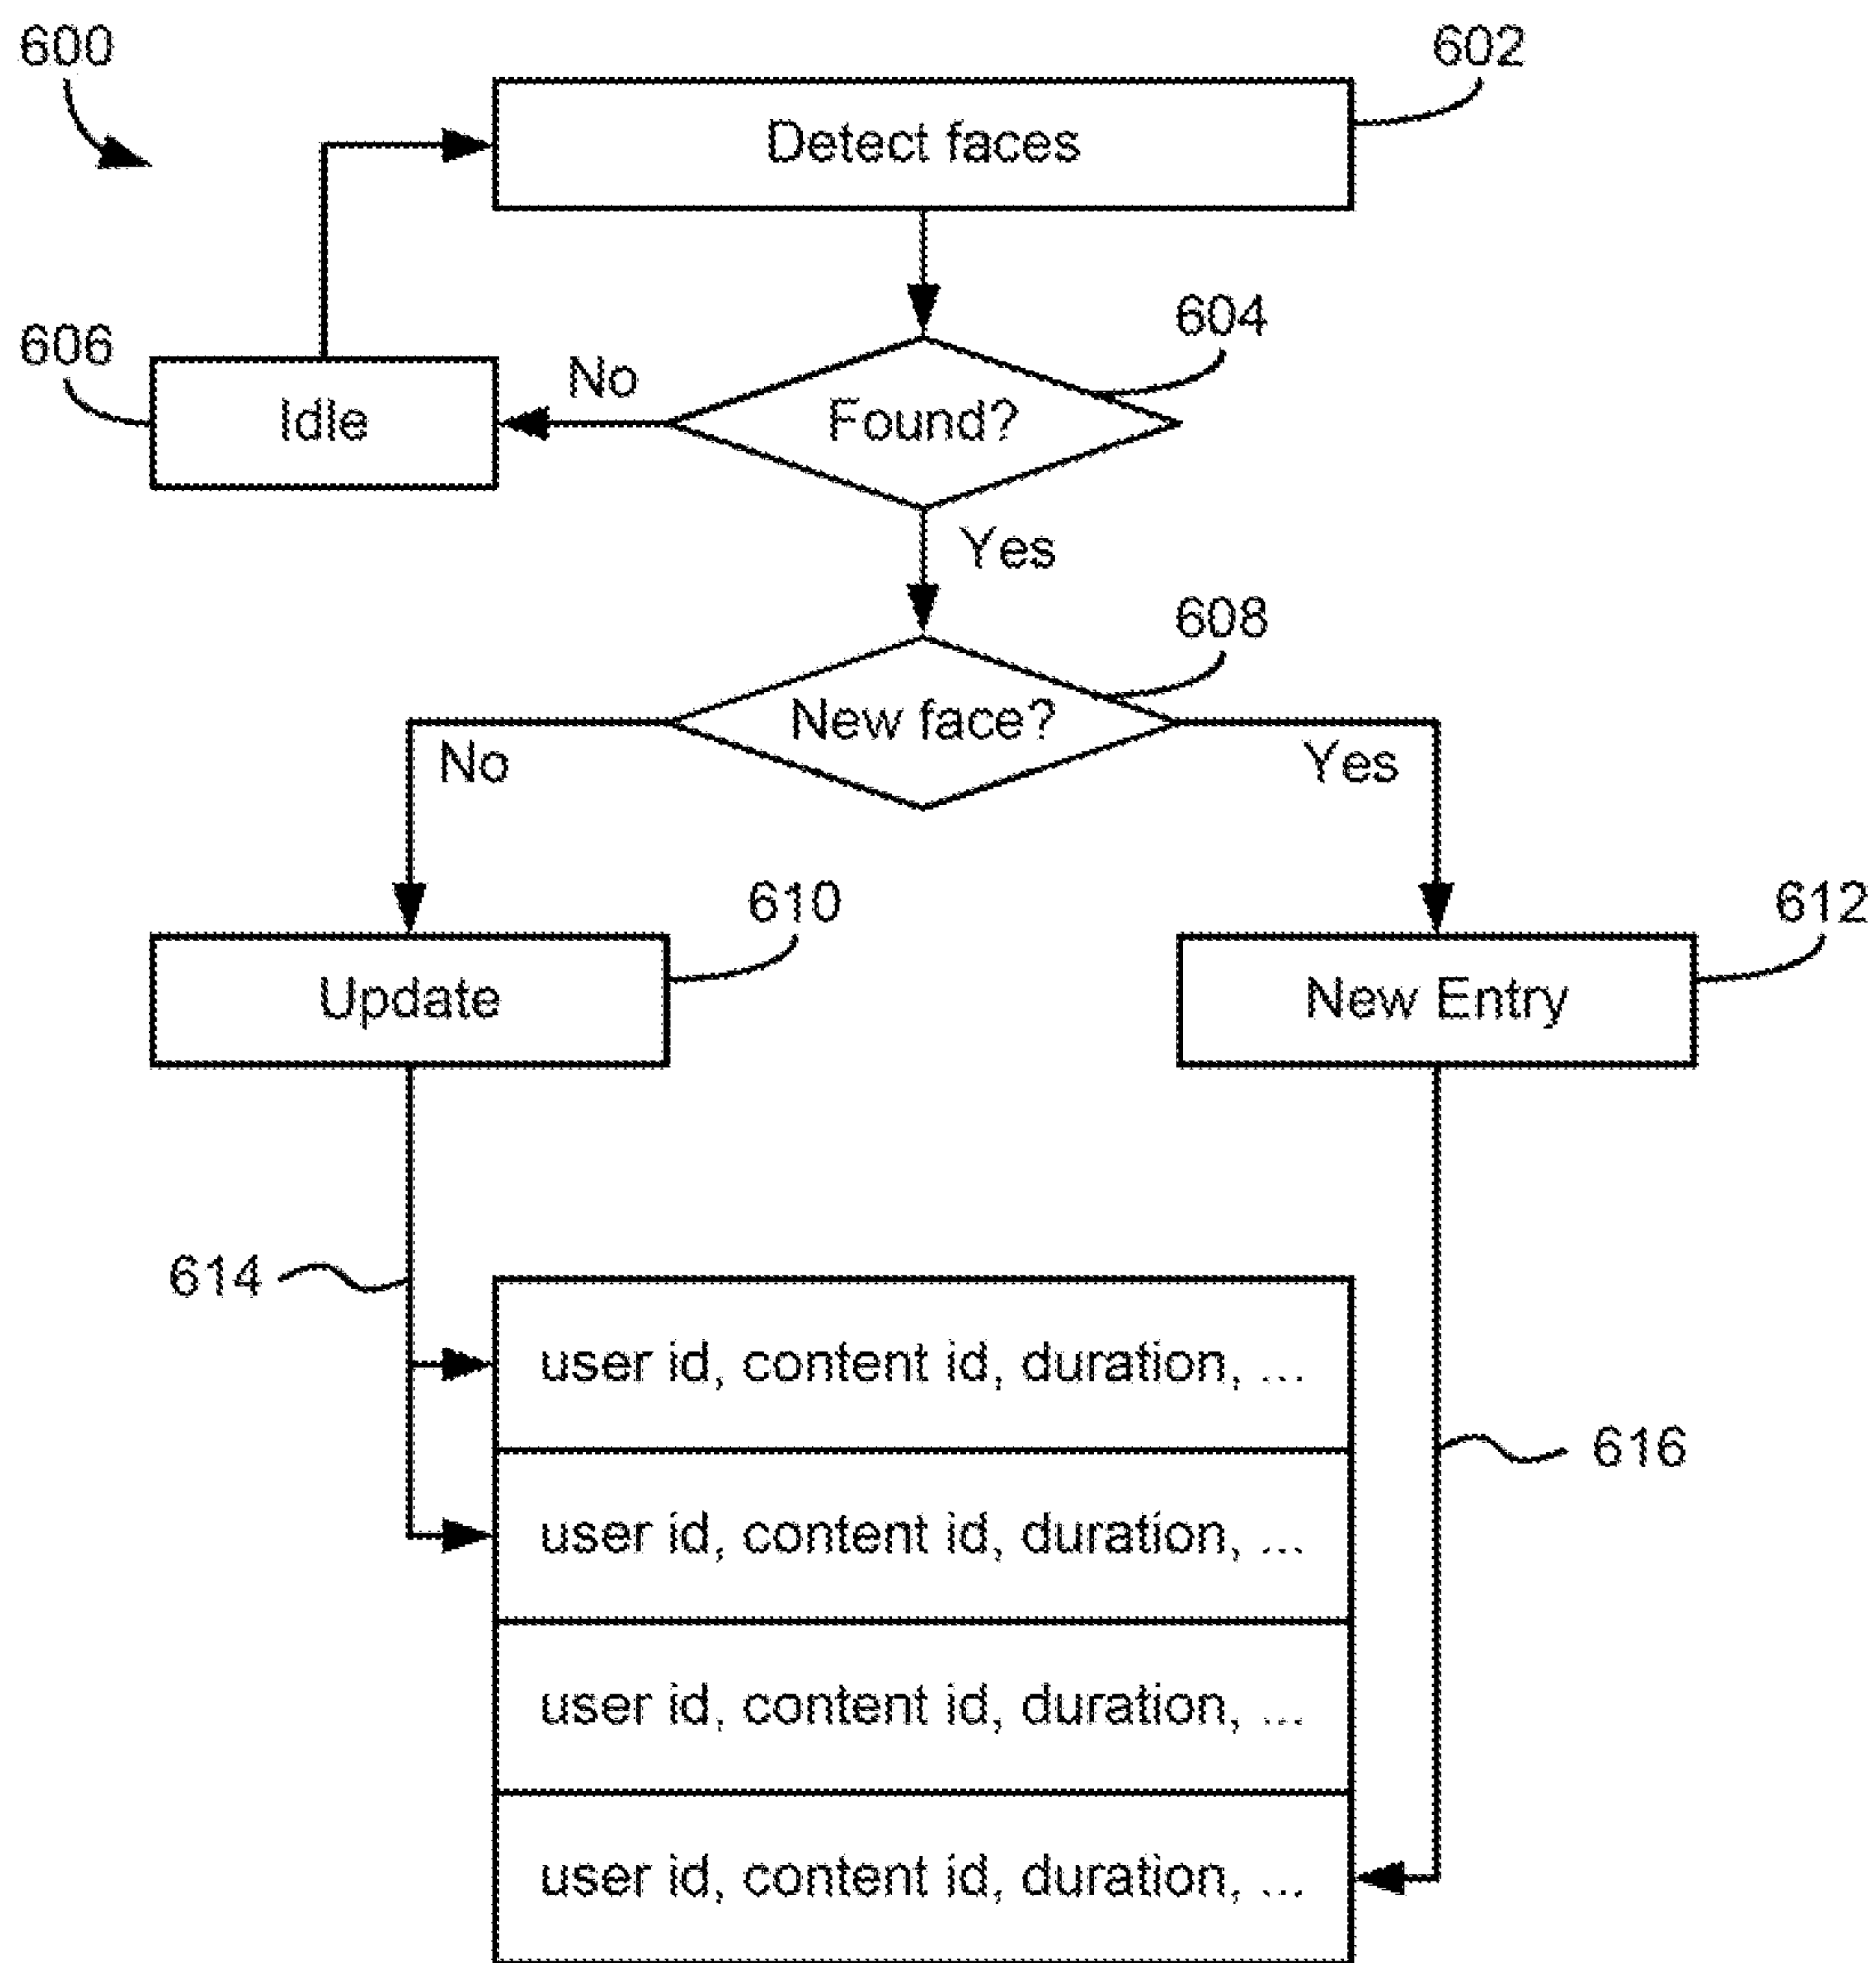 600
602
Detect faces
604
606
No
Idle
Found?
Yes
608
New face?
No
Yes
610
612
Update
New Entry
614
user id, content id, duration, ...
616
user id, content id, duration, ...
user id, content id, duration, ...
user id, content id, duration, ...